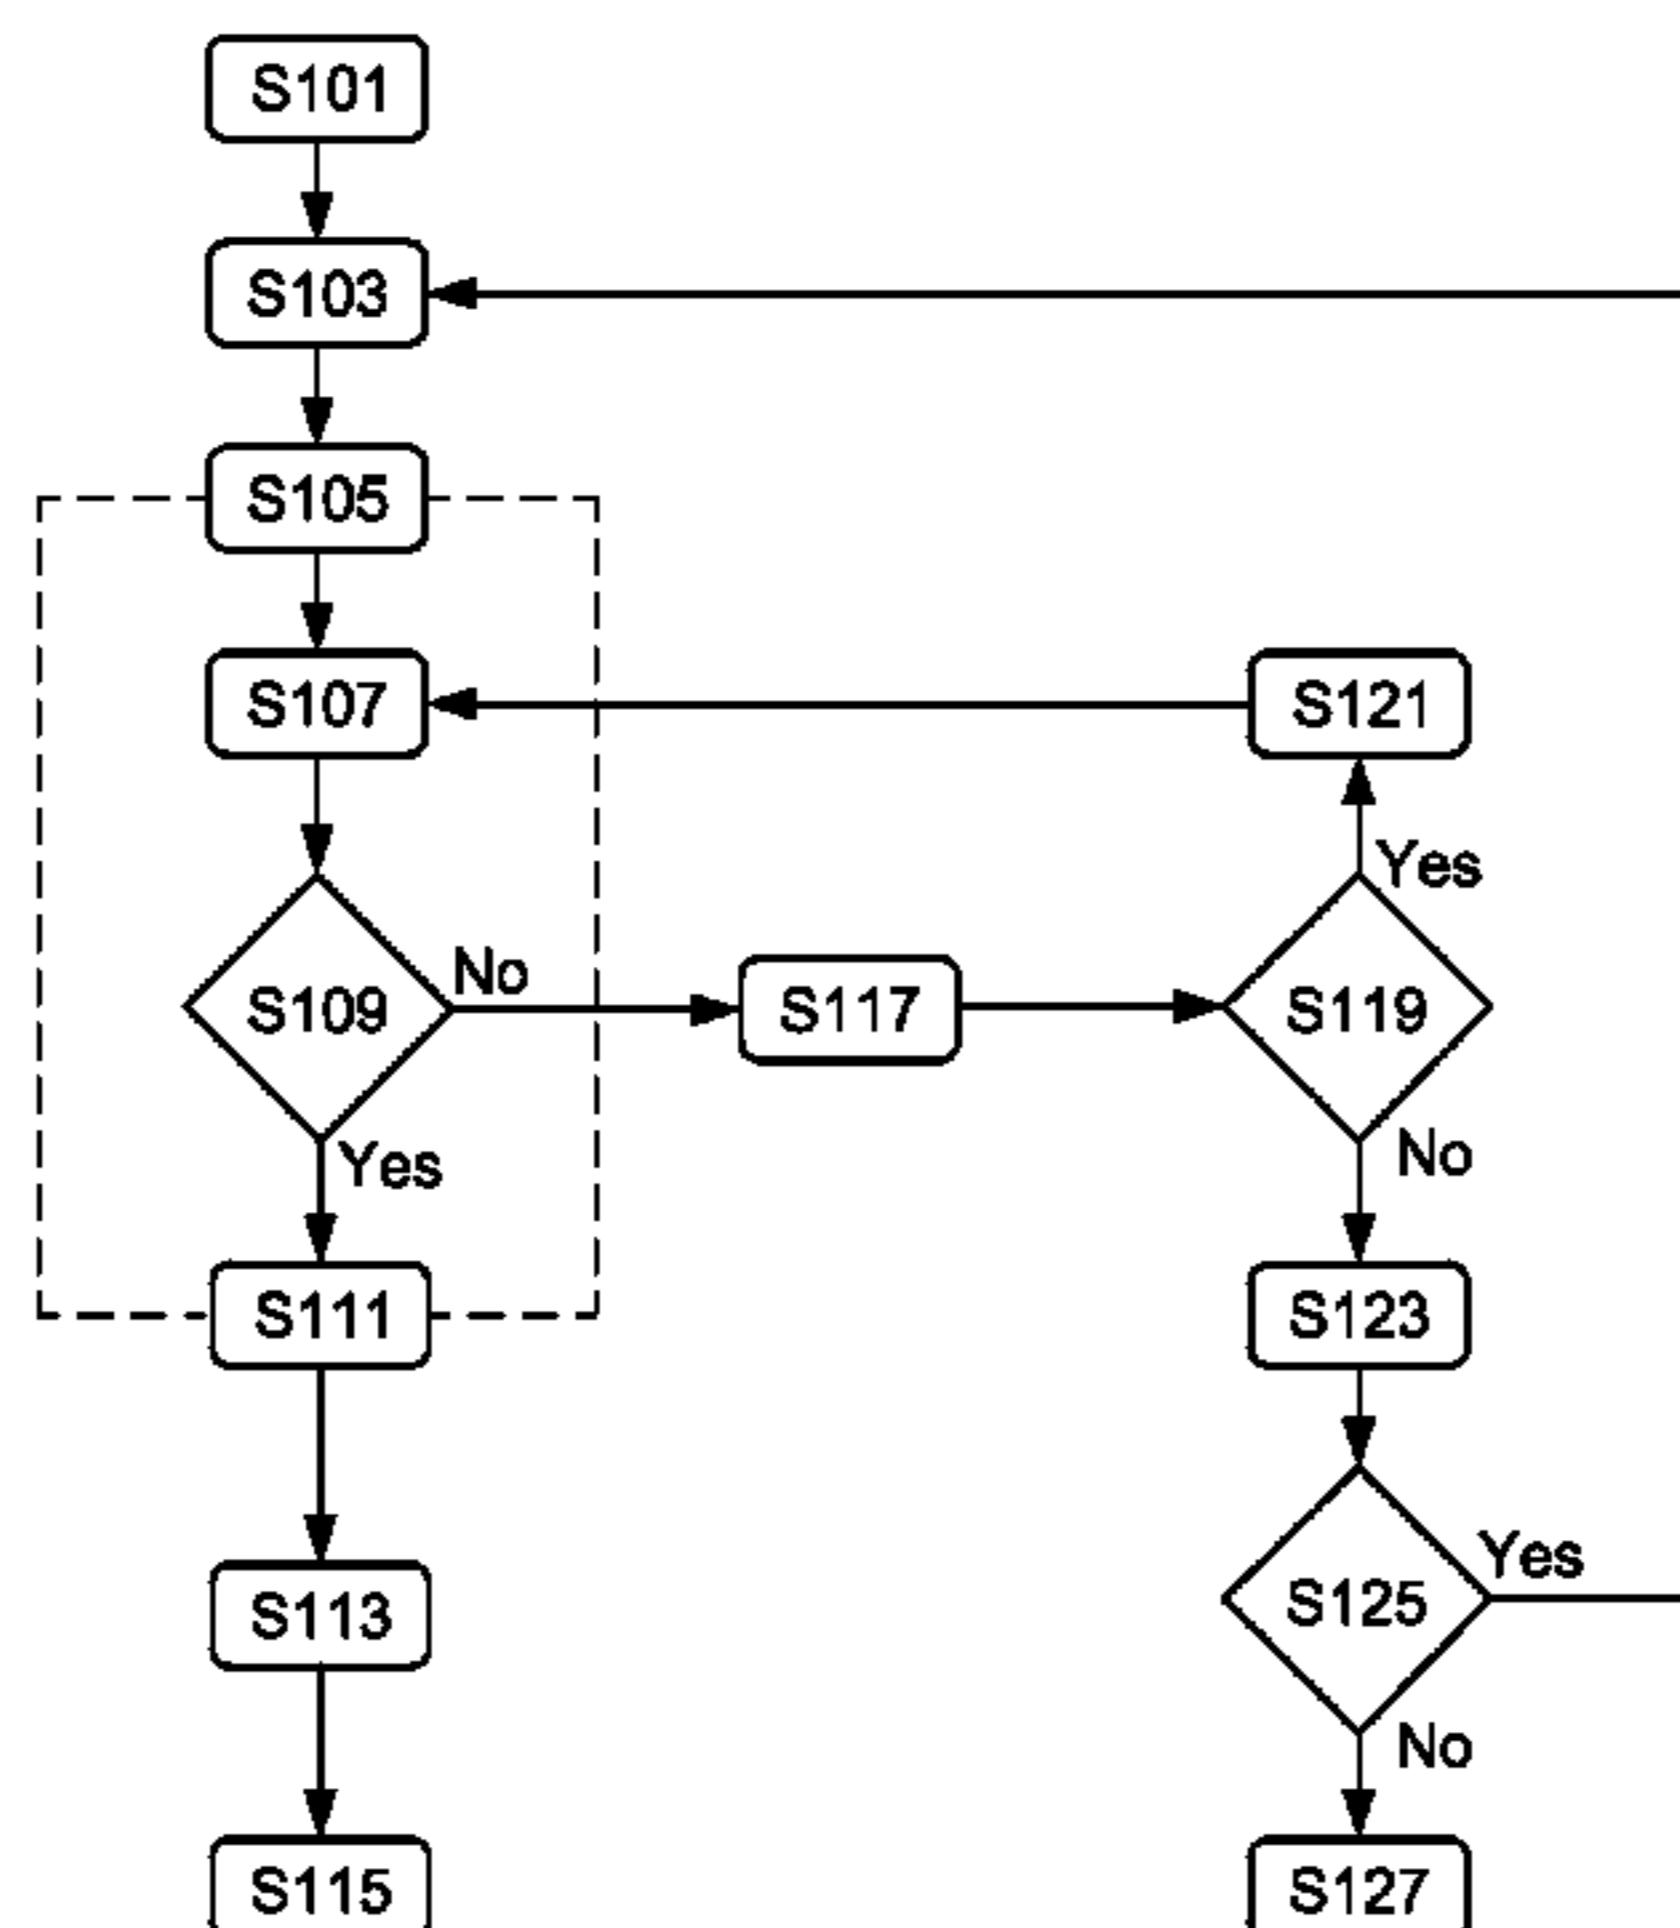 S101
S103
S105
S107
S121
Yes
S109
No
S117
S119
Yes
No
S111
S123
S113
S125
Yes
No
S115
S127